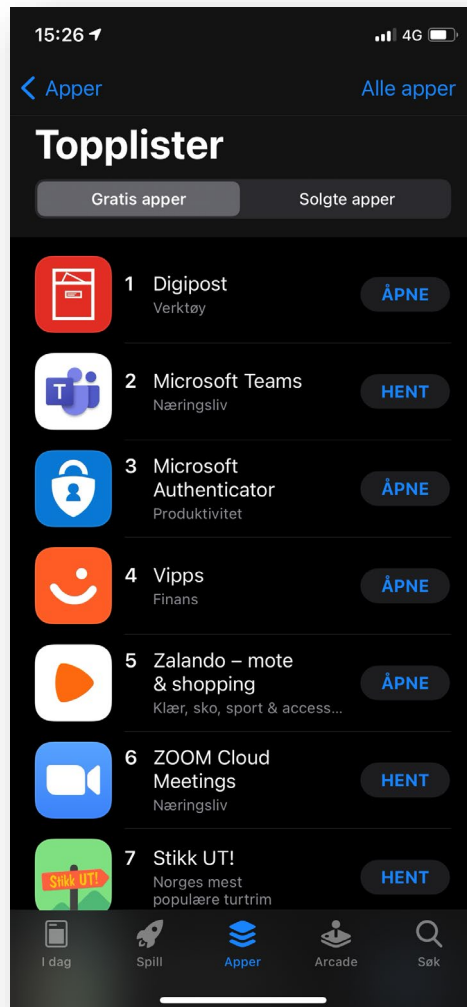 15:26
4G
Apper
Alle apper
Topplister
Gratis apper
Solgte apper
1 Digipost
Verktøy
ÅPNE
T
2 Microsoft Teams
Næringsliv
HENT
3 Microsoft
Authenticator
Produktivitet
ÅPNE
4 Vipps
Finans
ÅPNE
5 Zalando – mote
& shopping
Klær, sko, sport & access...
ÅPNE
6 ZOOM Cloud
Meetings
Næringsliv
HENT
Stikk UT!
7 Stikk UT!
Norges mest
populære turtrim
HENT
I dag
Spill
Apper
Arcade
Søk